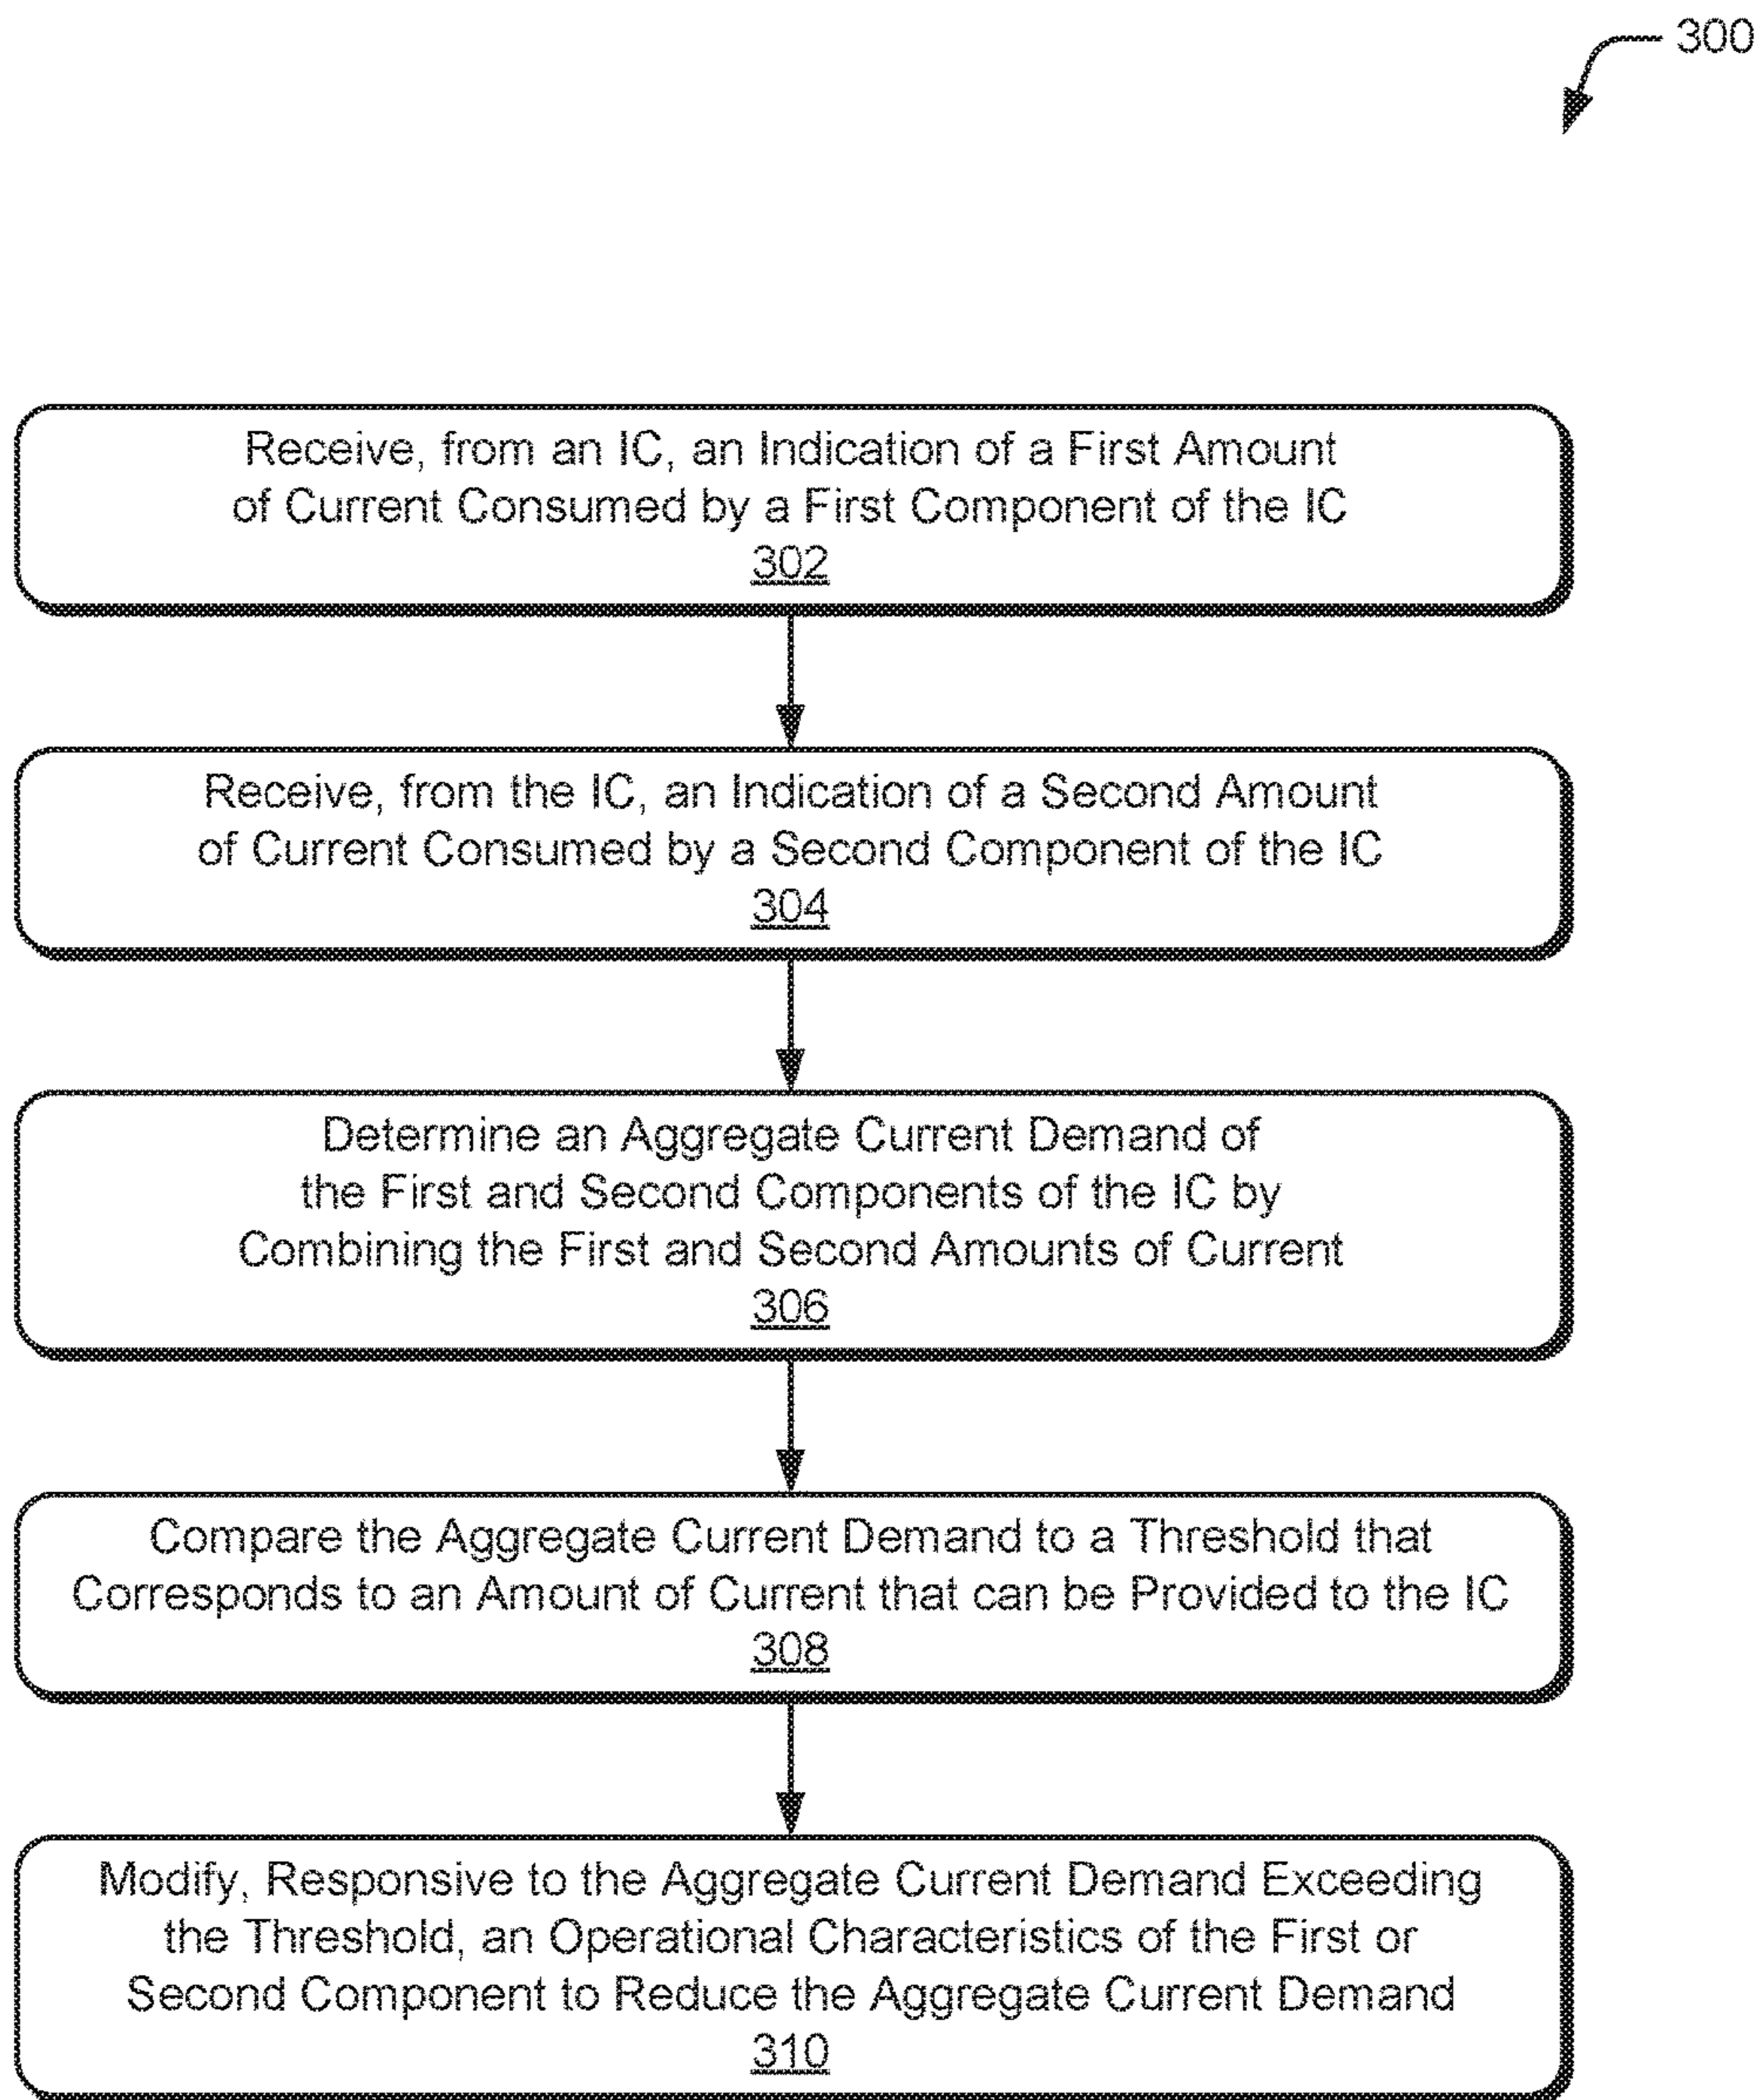 300
Receive, from an IC, an Indication of a First Amount
of Current Consumed by a First Component of the IC
302
Receive, from the IC, an Indication of a Second Amount
of Current Consumed by a Second Component of the IC
304
Determine an Aggregate Current Demand of
the First and Second Components of the IC by
Combining the First and Second Amounts of Current
306
Compare the Aggregate Current Demand to a Threshold that
Corresponds to an Amount of Current that can be Provided to the IC
308
Modify, Responsive to the Aggregate Current Demand Exceeding
the Threshold, an Operational Characteristics of the First or
Second Component to Reduce the Aggregate Current Demand
310